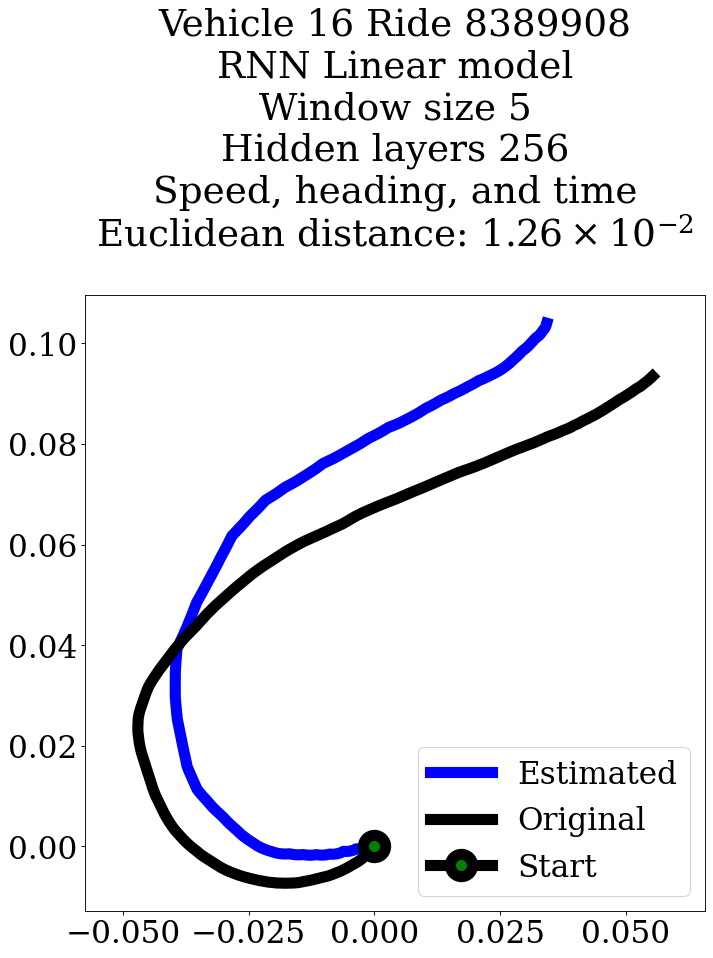 Vehicle 16 Ride 8389908
RNN Linear model
Window size 5
Hidden layers 256
Speed, heading, and time
Euclidean distance: 1.26 × 10⁻²
0.10
0.08
0.06
0.04
0.02
0.00
Estimated
Original
Start
−0.050 −0.025 0.000 0.025 0.050